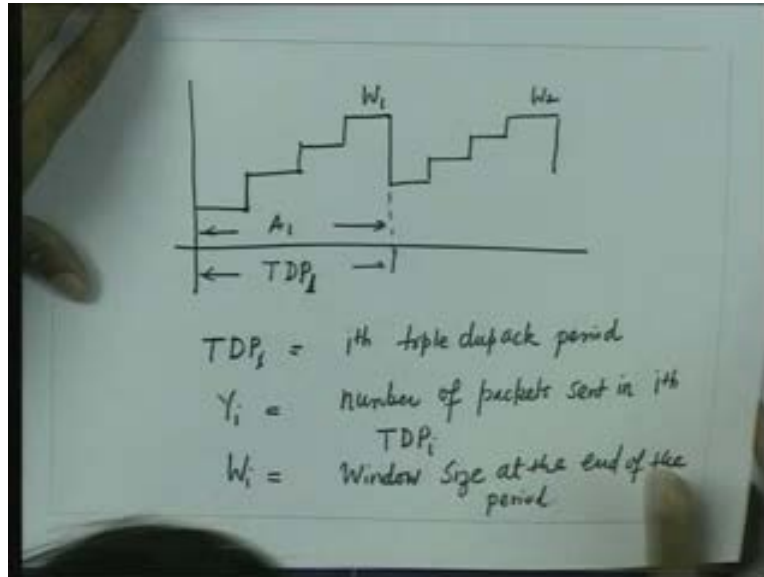 W₁ W₂
A₁
TDP₁
TDP₁ = ith triple dupack period
Yᵢ = number of packets sent in ith
TDPᵢ
Wᵢ = Window Size at the end of the
period